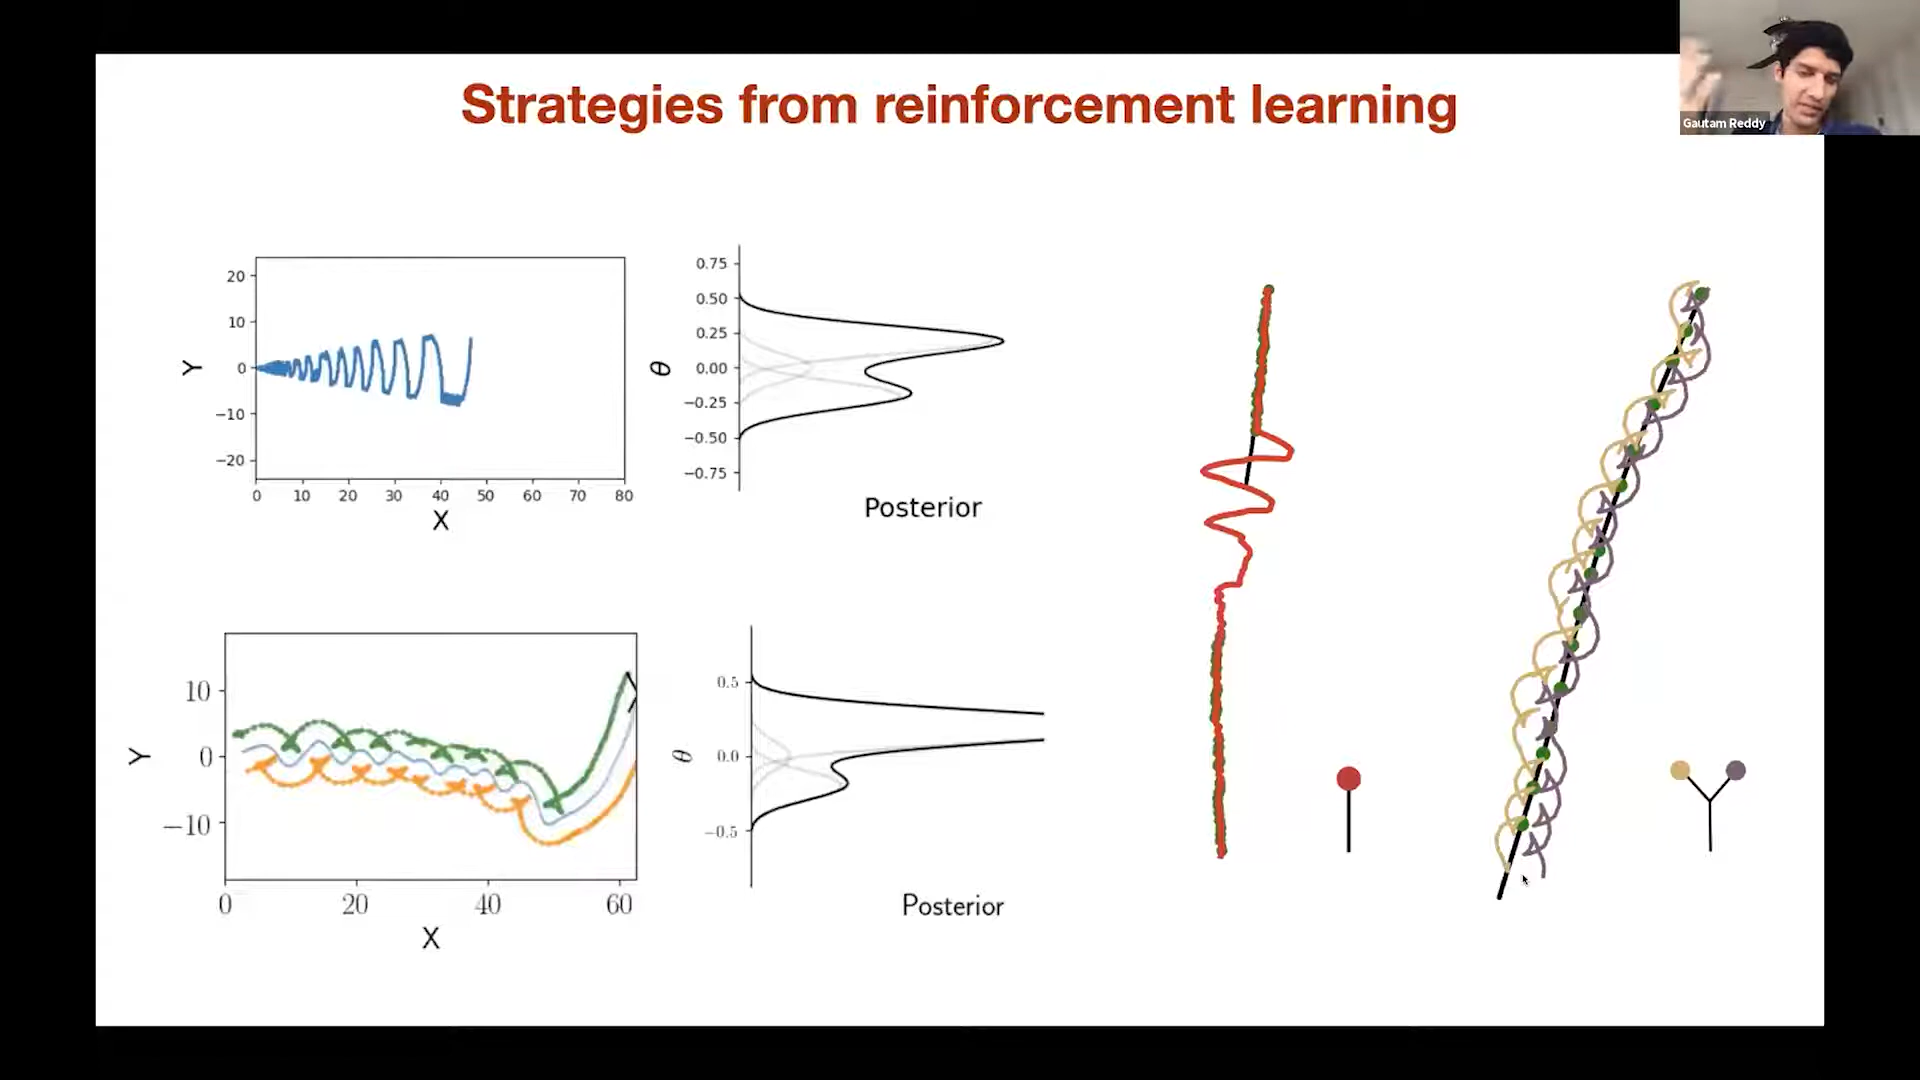 Strategies from reinforcement learning
Gautam Reddy
20
10
0
−10
−20
Y
0 10 20 30 40 50 60 70 80
X
0.75
0.50
0.25
0.00
−0.25
−0.50
−0.75
θ
Posterior
10
0
−10
Y
0 20 40 60
X
0.5
0.0
−0.5
θ
Posterior